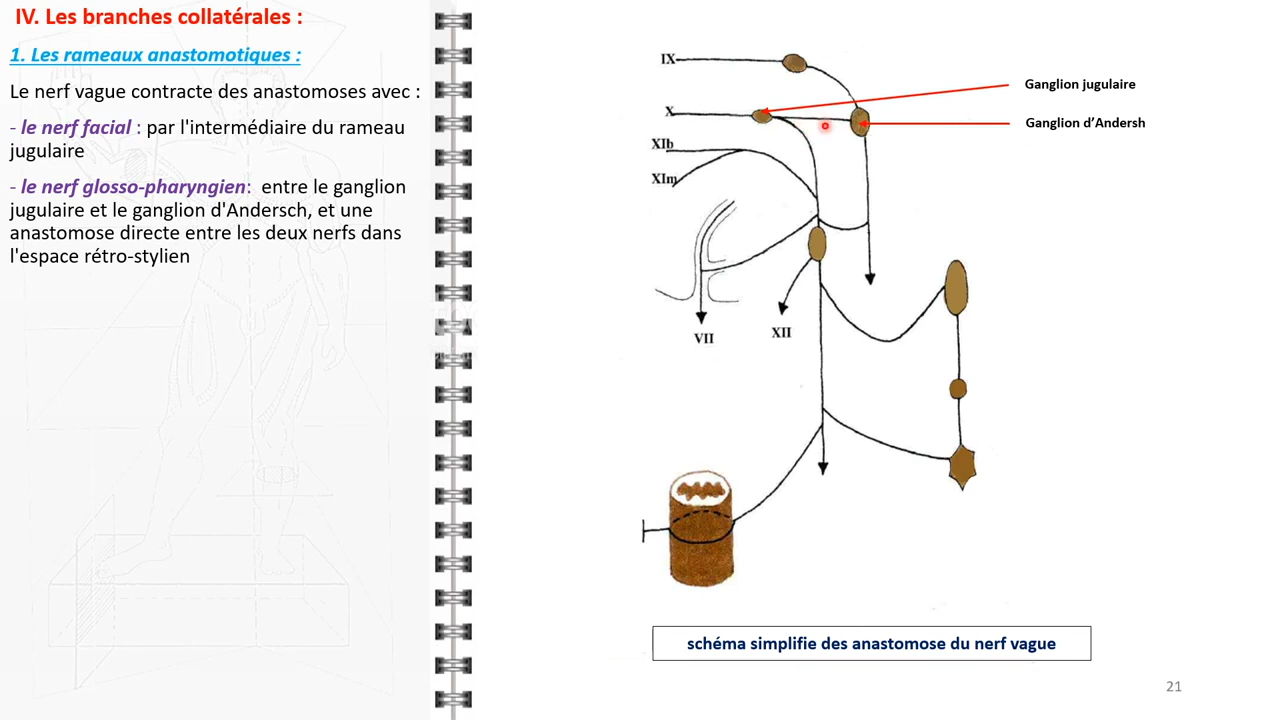 IV. Les branches collatérales :
1. Les rameaux anastomotiques :
Le nerf vague contracte des anastomoses avec :
- le nerf facial : par l'intermédiaire du rameau
jugulaire
- le nerf glosso-pharyngien: entre le ganglion
jugulaire et le ganglion d'Andersch, et une
anastomose directe entre les deux nerfs dans
l'espace rétro-stylien
IX
Ganglion jugulaire
X
Ganglion d'Andersh
XIb
XIm
VII
XII
schéma simplifie des anastomose du nerf vague
21